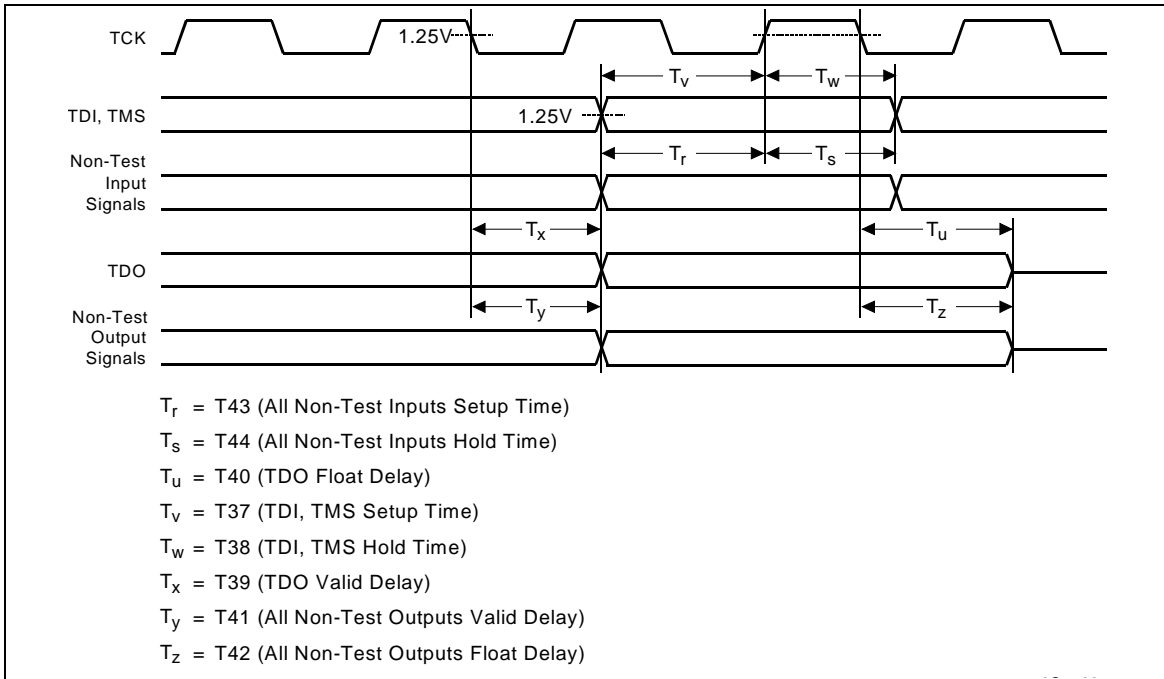 TCK
1.25V
Tv
Tw
TDI, TMS
1.25V
Tr
Ts
Non-Test
Input
Signals
Tx
Tu
TDO
Ty
Tz
Non-Test
Output
Signals
Tr = T43 (All Non-Test Inputs Setup Time)
Ts = T44 (All Non-Test Inputs Hold Time)
Tu = T40 (TDO Float Delay)
Tv = T37 (TDI, TMS Setup Time)
Tw = T38 (TDI, TMS Hold Time)
Tx = T39 (TDO Valid Delay)
Ty = T41 (All Non-Test Outputs Valid Delay)
Tz = T42 (All Non-Test Outputs Float Delay)